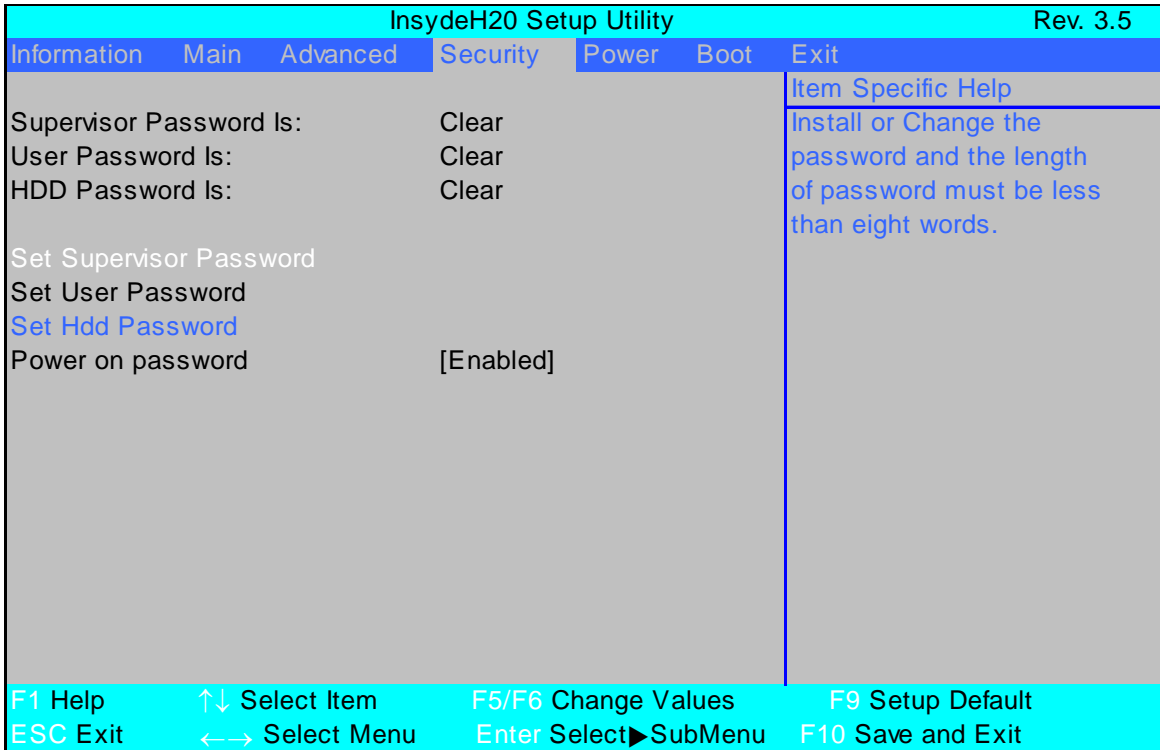 InsydeH20 Setup Utility Rev. 3.5
Information Main Advanced Security Power Boot Exit
Item Specific Help
Supervisor Password Is: Clear Install or Change the
User Password Is: Clear password and the length
HDD Password Is: Clear of password must be less
than eight words.
Set Supervisor Password
Set User Password
Set Hdd Password
Power on password [Enabled]
F1 Help ↑↓ Select Item F5/F6 Change Values F9 Setup Default
ESC Exit ←→ Select Menu Enter Select▶SubMenu F10 Save and Exit